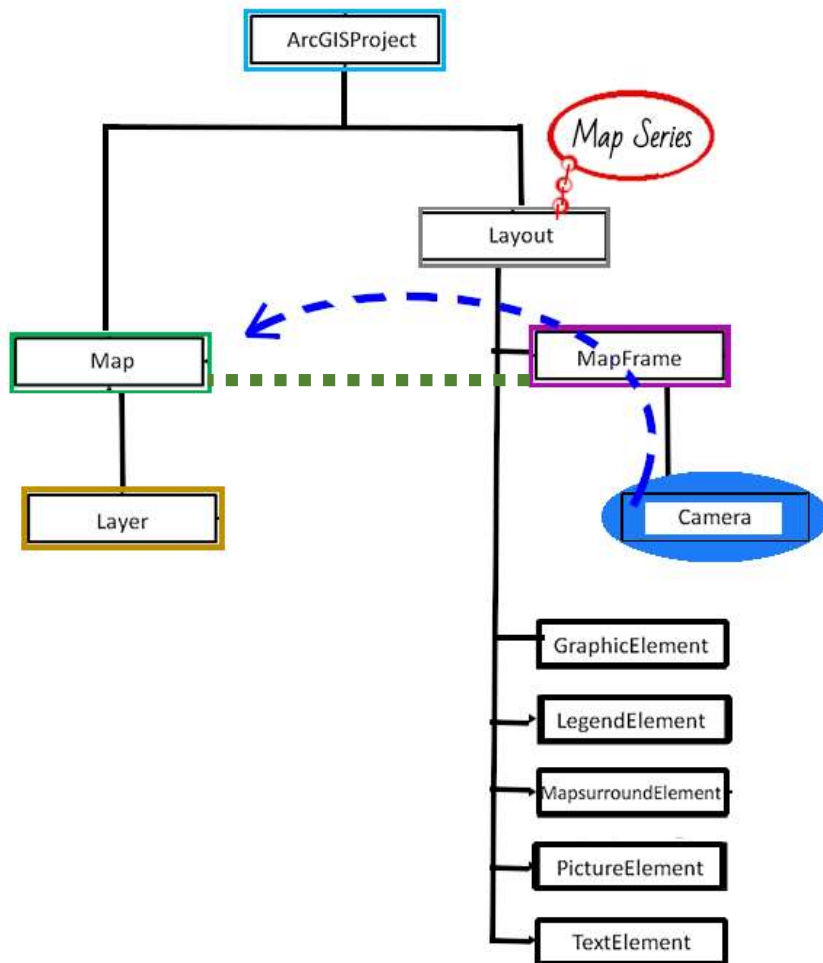 ArcGISProject
Map Series
Layout
Map
MapFrame
Layer
Camera
GraphicElement
LegendElement
MapsurroundElement
PictureElement
TextElement